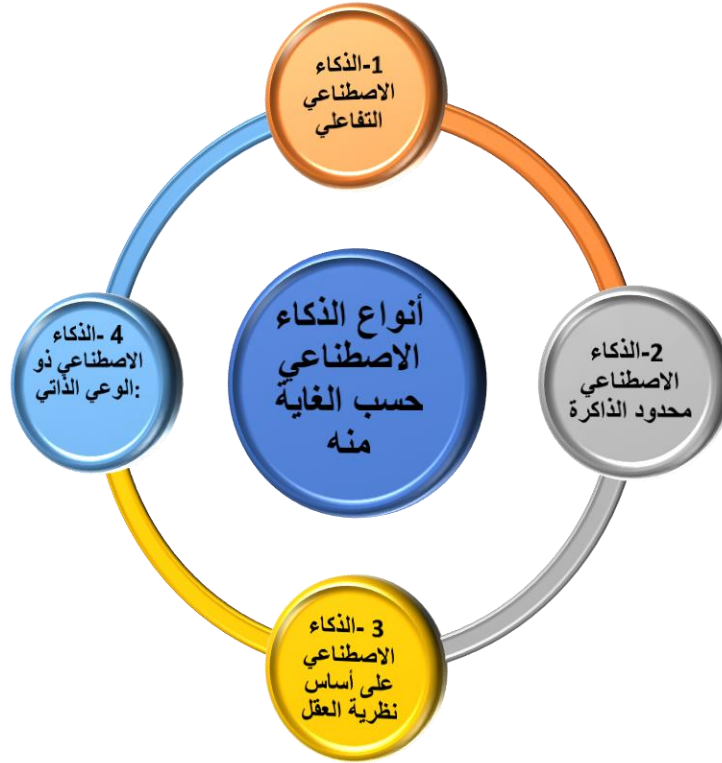 1-الذكاء
الاصطناعي
التفاعلي
أنواع الذكاء
الاصطناعي
حسب الغاية
منه
2-الذكاء
الاصطناعي
محدود الذاكرة
3 -الذكاء
الاصطناعي
على أساس
نظرية العقل
4 -الذكاء
الاصطناعي ذو
الوعي الذاتي: